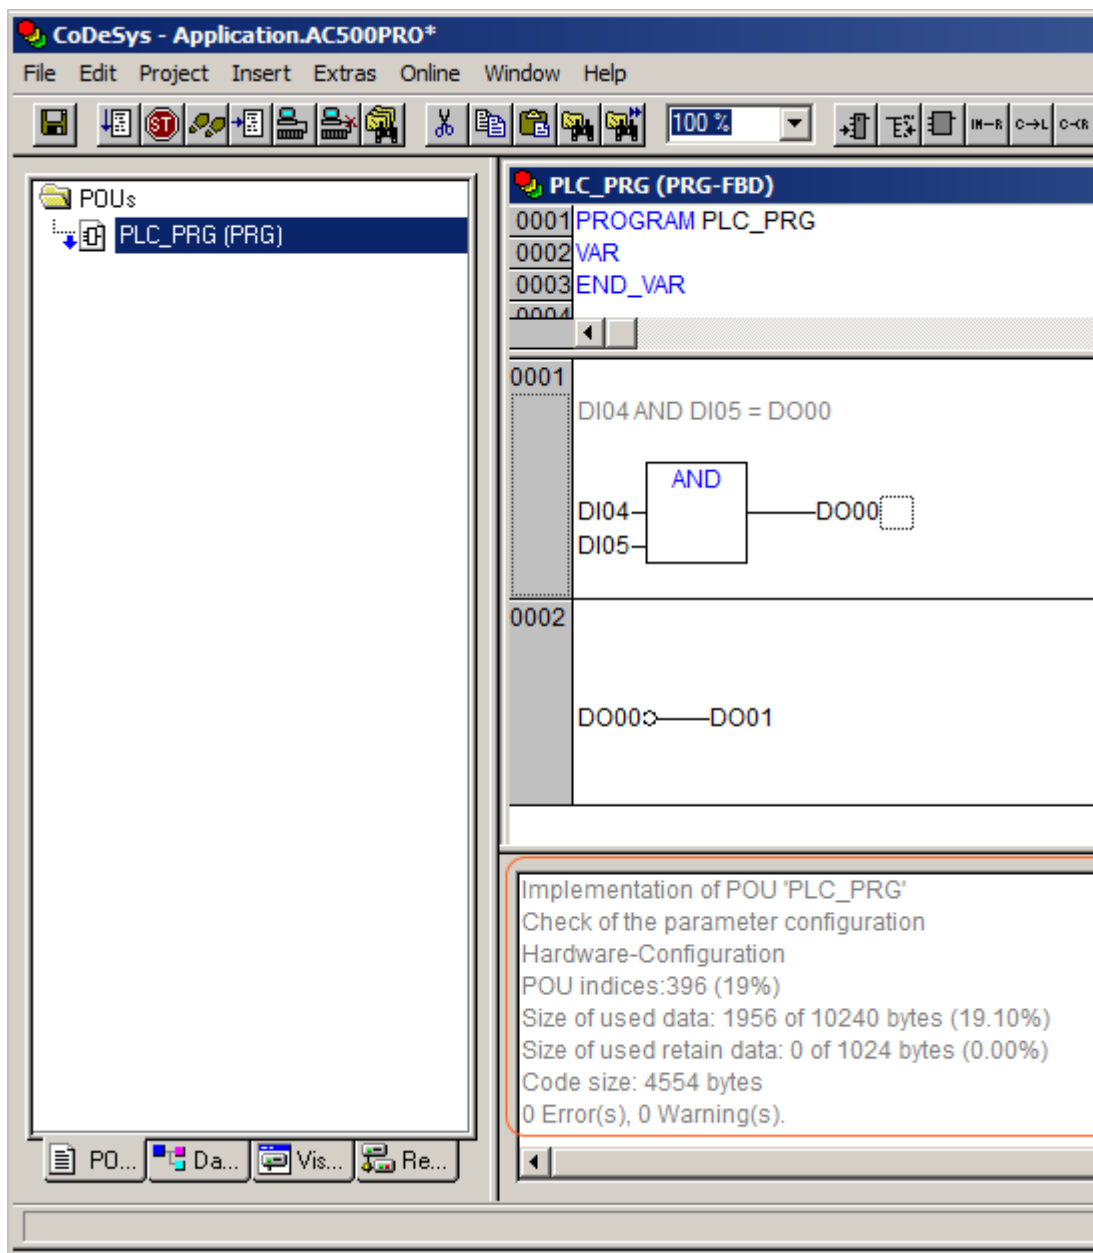 CoDeSys - Application.AC500PRO*
File Edit Project Insert Extras Online Window Help
ST
100 %
IN—R
C→L
POUs
PLC_PRG (PRG)
PLC_PRG (PRG-FBD)
0001 PROGRAM PLC_PRG
0002 VAR
0003 END_VAR
0004
0001
DI04 AND DI05 = DO00
AND
DI04 DO00
DI05
0002
DO00 DO01
Implementation of POU 'PLC_PRG'
Check of the parameter configuration
Hardware-Configuration
POU indices:396 (19%)
Size of used data: 1956 of 10240 bytes (19.10%)
Size of used retain data: 0 of 1024 bytes (0.00%)
Code size: 4554 bytes
0 Error(s), 0 Warning(s).
PO... Da... Vis... Re...